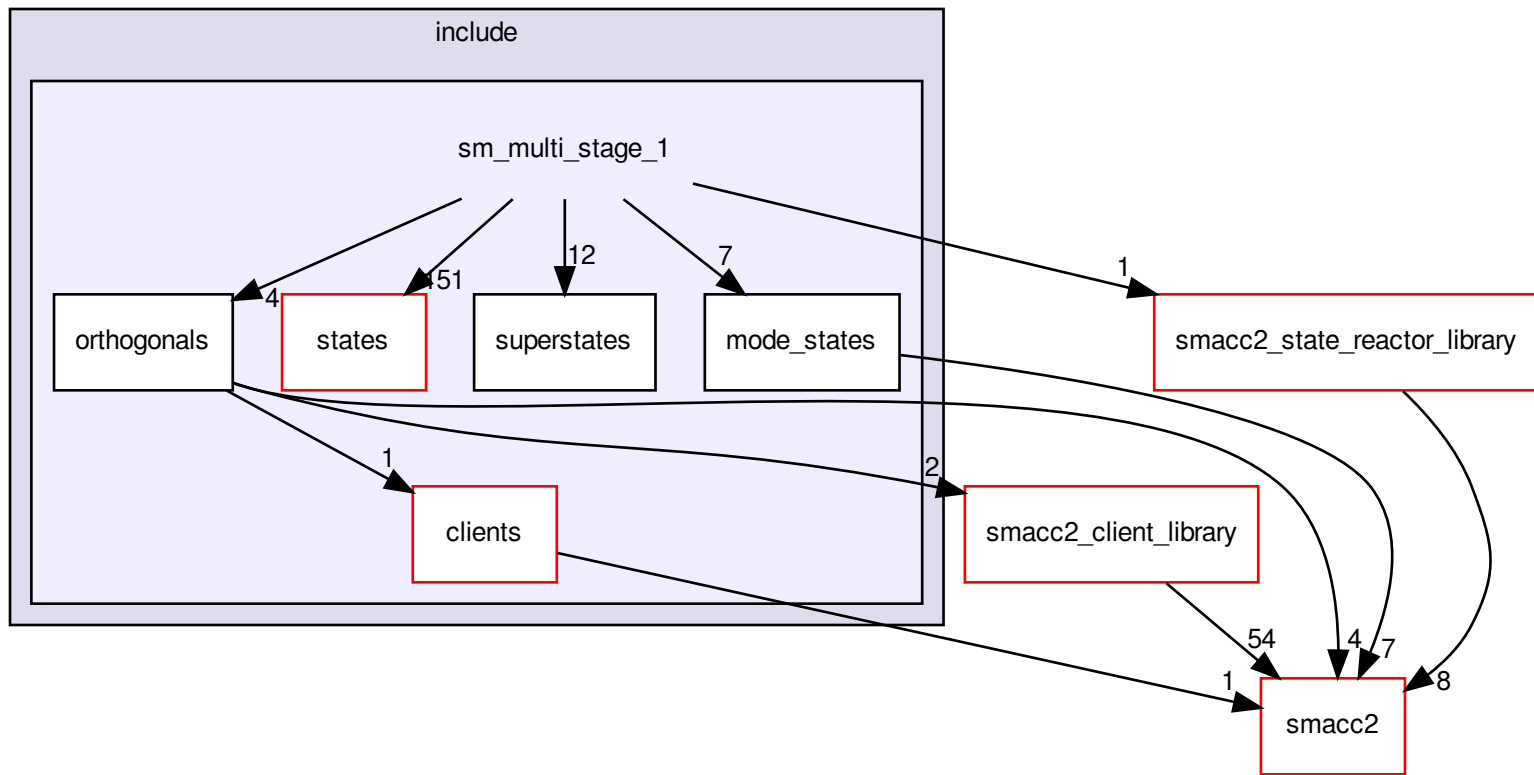 include
sm_multi_stage_1
4
151
12
7
1
orthogonals
states
superstates
mode_states
smacc2_state_reactor_library
1
2
clients
smacc2_client_library
54
4
7
1
8
smacc2